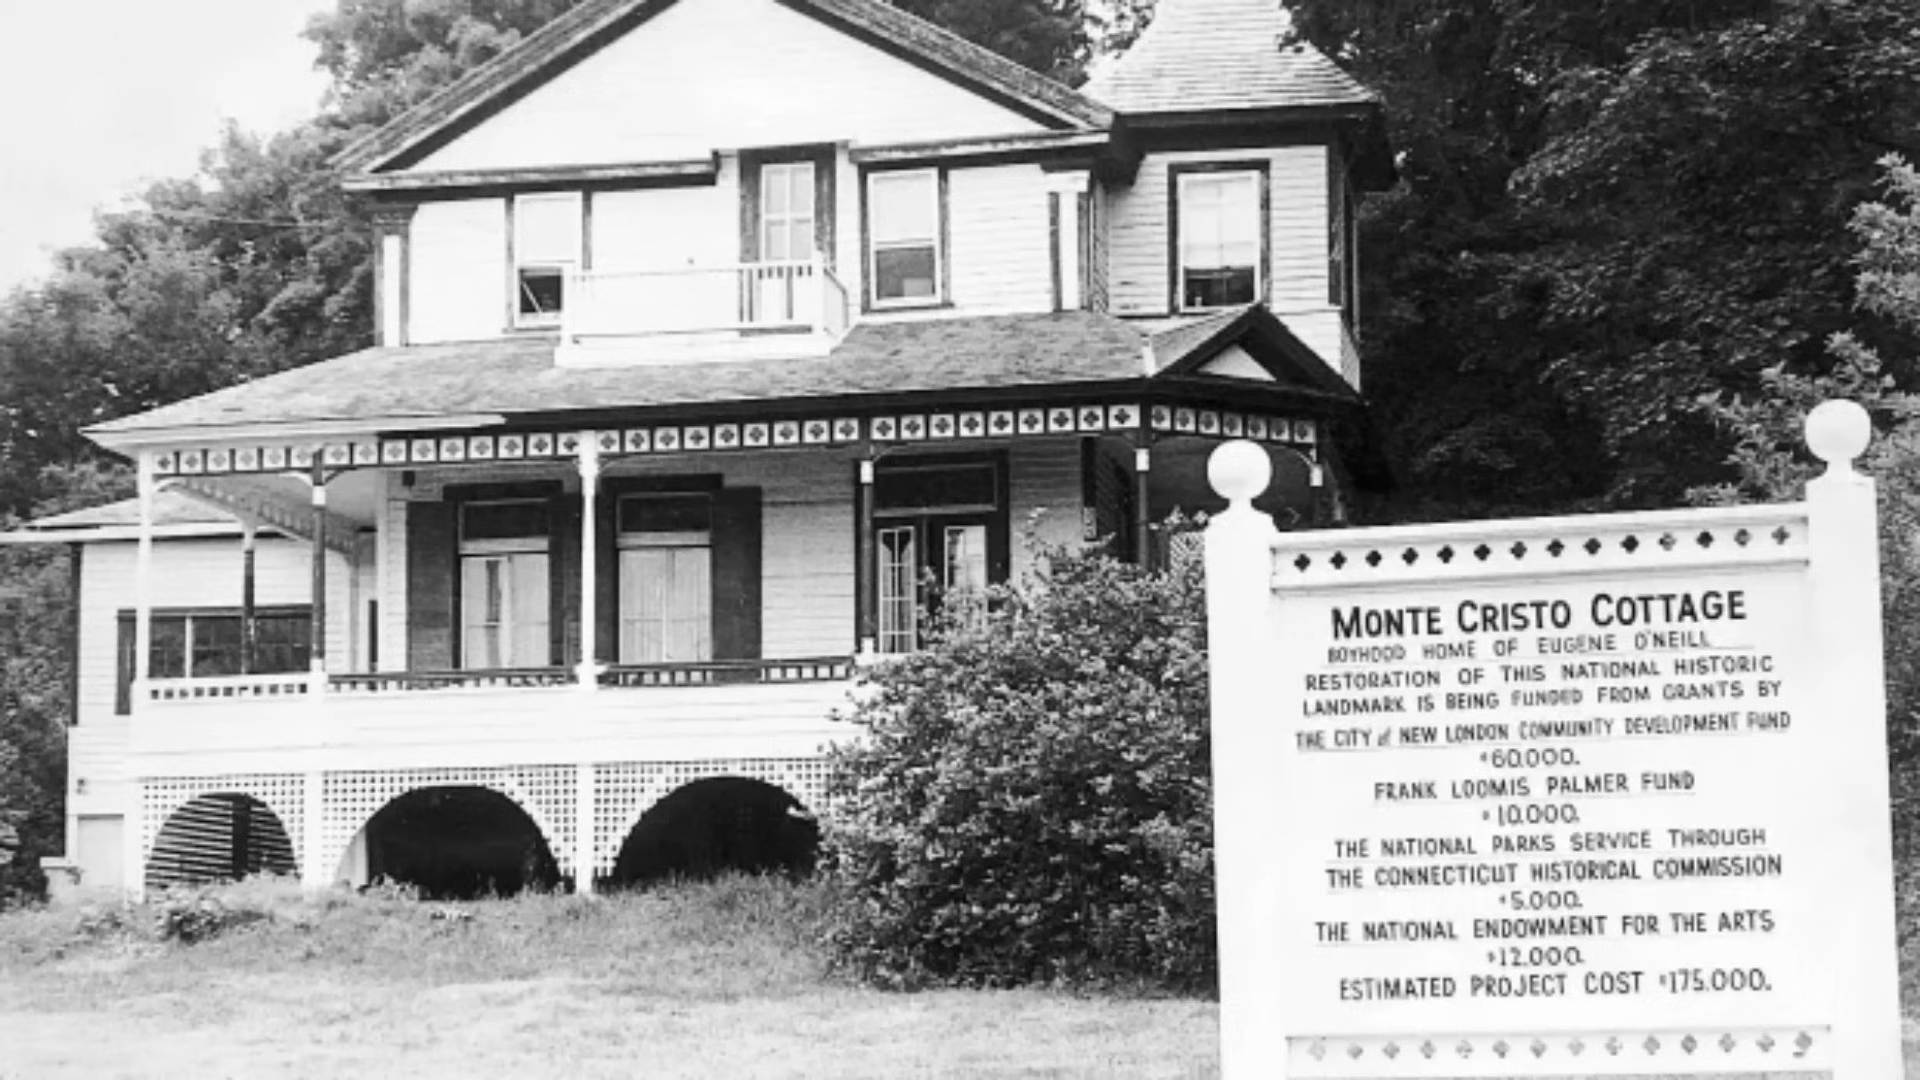 MONTE CRISTO COTTAGE
BOYHOOD HOME OF EUGENE O'NEILL
RESTORATION OF THIS NATIONAL HISTORIC
LANDMARK IS BEING FUNDED FROM GRANTS BY
THE CITY of NEW LONDON COMMUNITY DEVELOPMENT FUND
$60,000.
FRANK LOOMIS PALMER FUND
$10,000.
THE NATIONAL PARKS SERVICE THROUGH
THE CONNECTICUT HISTORICAL COMMISSION
$5,000.
THE NATIONAL ENDOWMENT FOR THE ARTS
$12,000.
ESTIMATED PROJECT COST $175,000.